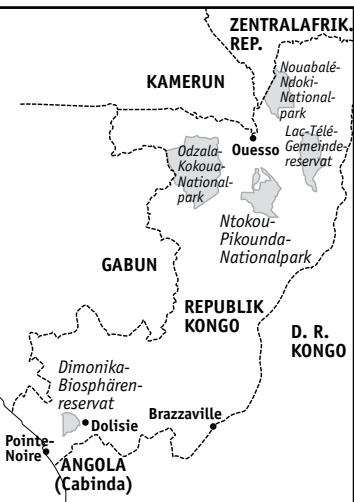 ZENTRALAFRIK.
REP.
Nouabalé-
Ndoki-
National-
park
KAMERUN
Ouesso
Lac-Télé-
Gemeinde-
reservat
Odzala-
Kokoua-
National-
park
Ntokou-
Pikounda-
Nationalpark
GABUN
REPUBLIK
KONGO
D. R.
KONGO
Dimonika-
Biosphären-
reservat
Brazzaville
Dolisie
Pointe-
Noire
ANGOLA
(Cabinda)